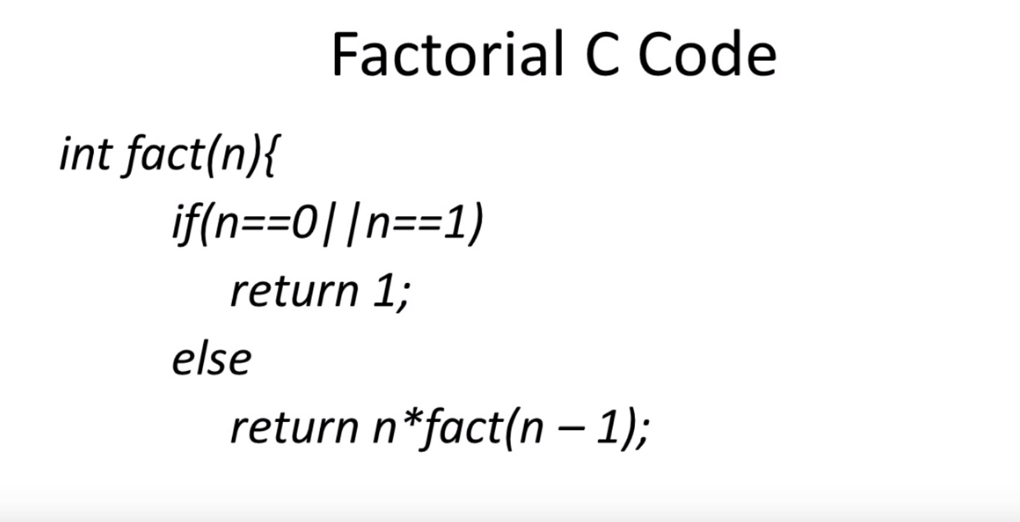 Factorial C Code
int fact(n){
if(n==0||n==1)
return 1;
else
return n*fact(n – 1);